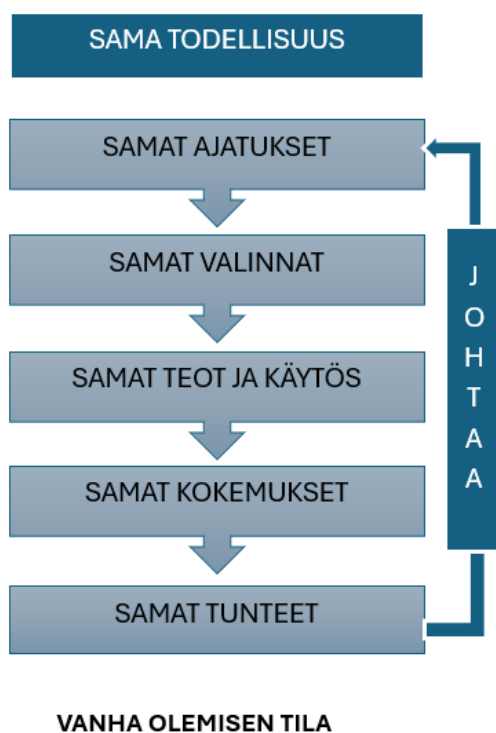 SAMA TODELLISUUS
SAMAT AJATUKSET
SAMAT VALINNAT
SAMAT TEOT JA KÄYTÖS
SAMAT KOKEMUKSET
SAMAT TUNTEET
JOHTAA
VANHA OLEMISEN TILA